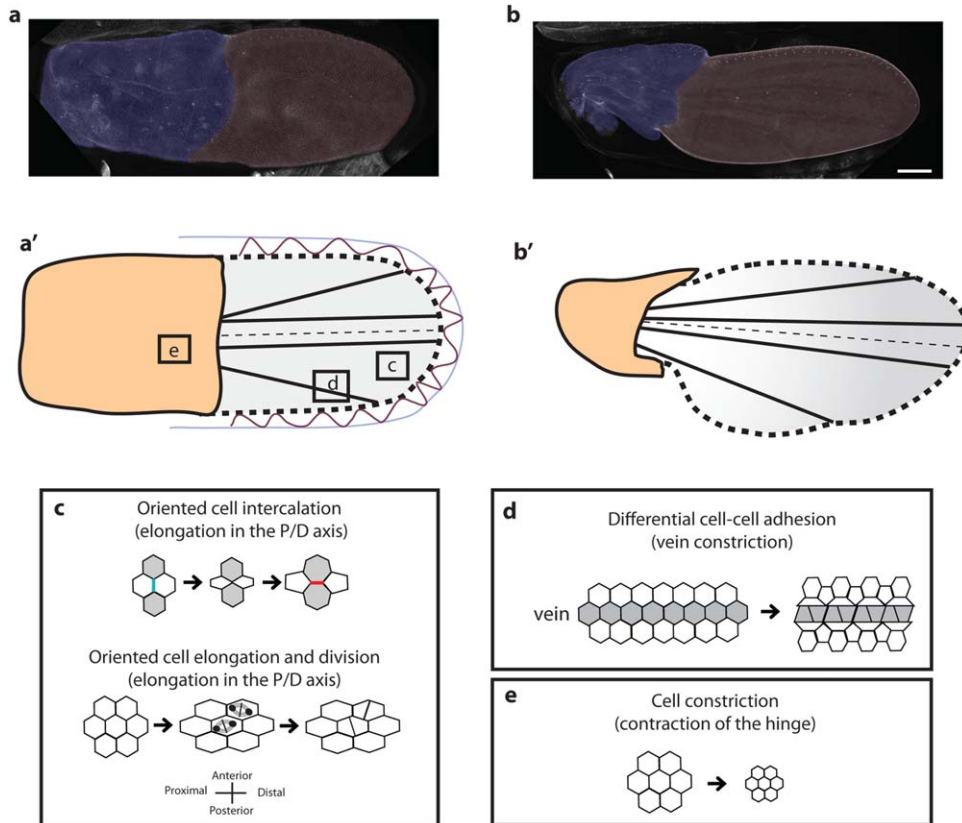 a
b
a'
b'
e
d
c
c
Oriented cell intercalation
(elongation in the P/D axis)
Oriented cell elongation and division
(elongation in the P/D axis)
Anterior
Proximal
Distal
Posterior
d
Differential cell-cell adhesion
(vein constriction)
vein
e
Cell constriction
(contraction of the hinge)